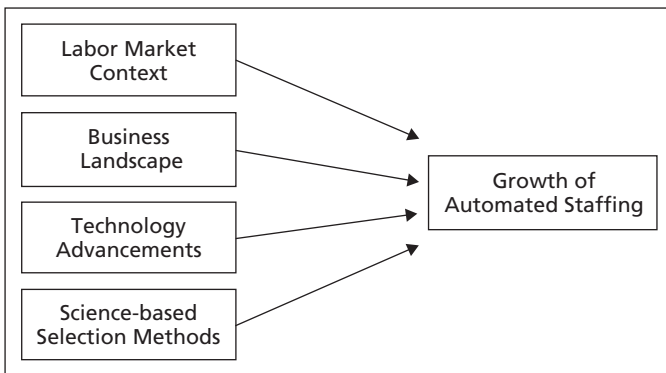 Labor Market
Context
Business
Landscape
Technology
Advancements
Science-based
Selection Methods
Growth of
Automated Staffing